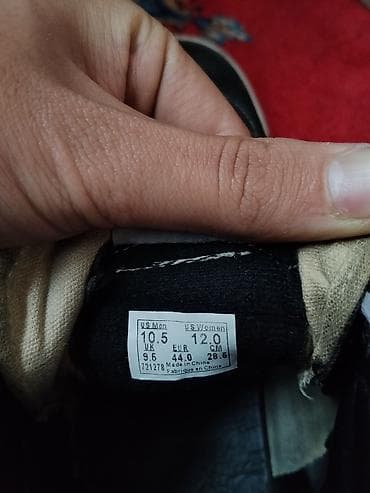 US Men US Women
10.5 12.0
UK EUR CM
9.5 44.0 28.5
721278 Made in China
Fabriqué en Chine